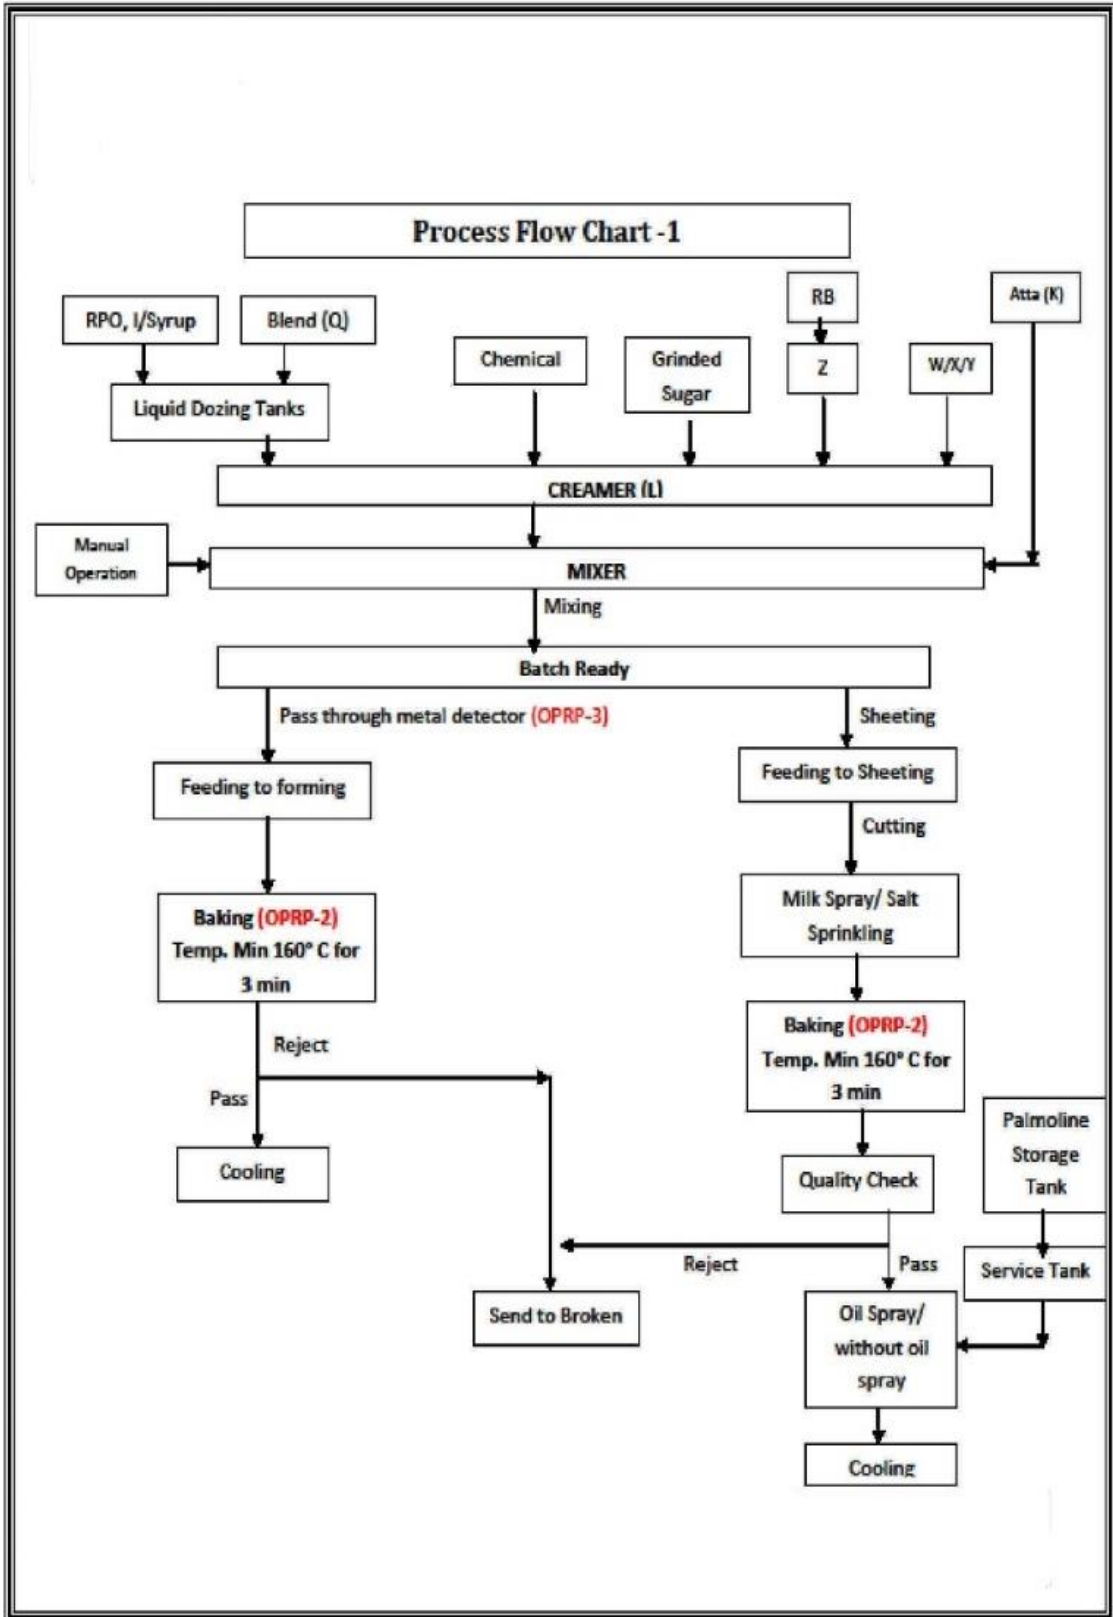 Process Flow Chart -1
RB
Atta (K)
RPO, I/Syrup
Blend (Q)
Chemical
Grinded
Sugar
Z
W/X/Y
Liquid Dozing Tanks
CREAMER (L)
Manual
Operation
MIXER
Mixing
Batch Ready
Pass through metal detector (OPRP-3)
Sheeting
Feeding to forming
Feeding to Sheeting
Cutting
Baking (OPRP-2)
Temp. Min 160° C for
3 min
Milk Spray/ Salt
Sprinkling
Reject
Pass
Cooling
Baking (OPRP-2)
Temp. Min 160° C for
3 min
Palmoline
Storage
Tank
Quality Check
Reject
Pass
Service Tank
Send to Broken
Oil Spray/
without oil
spray
Cooling